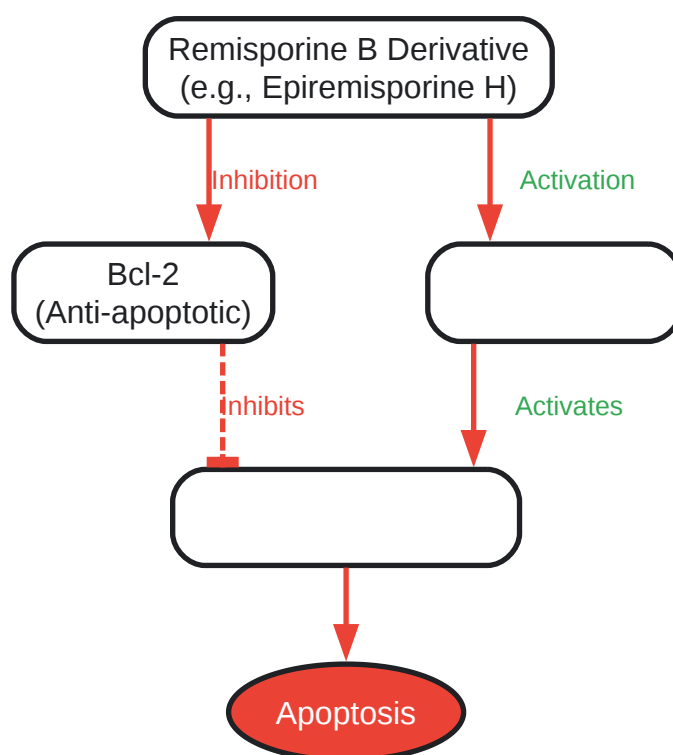 Remisporine B Derivative
(e.g., Epiremisporine H)
Inhibition
Activation
Bcl-2
(Anti-apoptotic)
Inhibits
Activates
Apoptosis